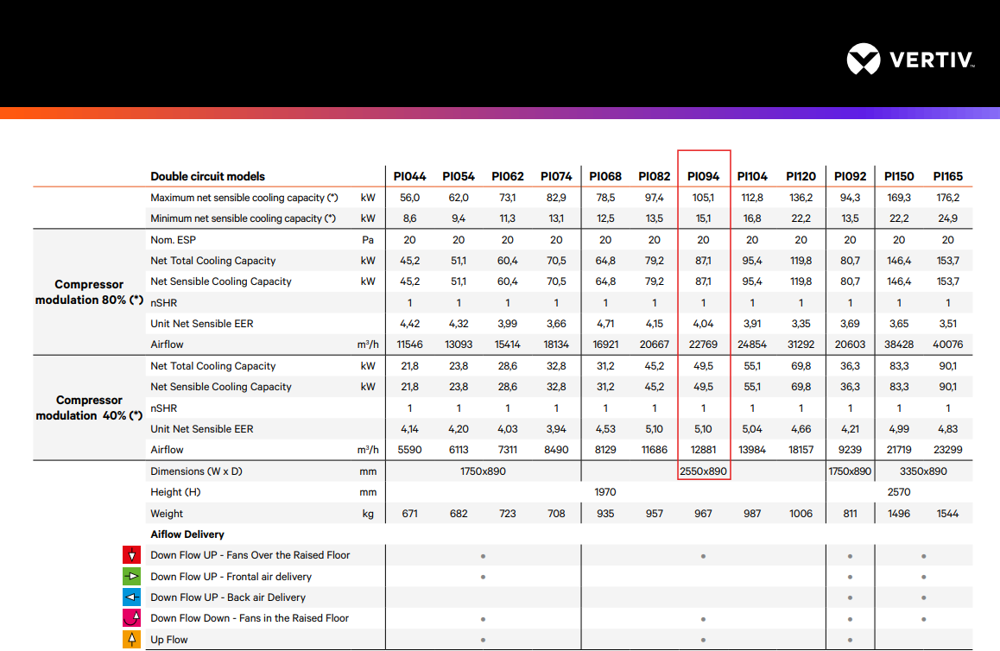 VERTIV™
Double circuit models PI044 PI054 PI062 PI074 PI068 PI082 PI094 PI104 PI120 PI092 PI150 PI165
Maximum net sensible cooling capacity (*) kW 56,0 62,0 73,1 82,9 78,5 97,4 105,1 112,8 136,2 94,3 169,3 176,2
Minimum net sensible cooling capacity (*) kW 8,6 9,4 11,3 13,1 12,5 13,5 15,1 16,8 22,2 13,5 22,2 24,9
Compressor
modulation 80% (*)
Nom. ESP Pa 20 20 20 20 20 20 20 20 20 20 20 20
Net Total Cooling Capacity kW 45,2 51,1 60,4 70,5 64,8 79,2 87,1 95,4 119,8 80,7 146,4 153,7
Net Sensible Cooling Capacity kW 45,2 51,1 60,4 70,5 64,8 79,2 87,1 95,4 119,8 80,7 146,4 153,7
nSHR 1 1 1 1 1 1 1 1 1 1 1 1
Unit Net Sensible EER 4,42 4,32 3,99 3,66 4,71 4,15 4,04 3,91 3,35 3,69 3,65 3,51
Airflow m³/h 11546 13093 15414 18134 16921 20667 22769 24854 31292 20603 38428 40076
Compressor
modulation 40% (*)
Net Total Cooling Capacity kW 21,8 23,8 28,6 32,8 31,2 45,2 49,5 55,1 69,8 36,3 83,3 90,1
Net Sensible Cooling Capacity kW 21,8 23,8 28,6 32,8 31,2 45,2 49,5 55,1 69,8 36,3 83,3 90,1
nSHR 1 1 1 1 1 1 1 1 1 1 1 1
Unit Net Sensible EER 4,14 4,20 4,03 3,94 4,53 5,10 5,10 5,04 4,66 4,21 4,99 4,83
Airflow m³/h 5590 6113 7311 8490 8129 11686 12881 13984 18157 9239 21719 23299
Dimensions (W x D) mm 1750x890 2550x890 1750x890 3350x890
Height (H) mm 1970 2570
Weight kg 671 682 723 708 935 957 967 987 1006 811 1496 1544
Aiflow Delivery
Down Flow UP - Fans Over the Raised Floor • • • •
Down Flow UP - Frontal air delivery • • •
Down Flow UP - Back air Delivery • •
Down Flow Down - Fans in the Raised Floor • • • •
Up Flow • • •